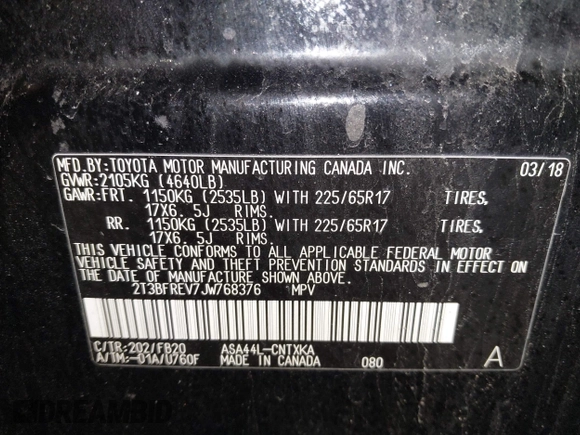 MFD.BY:TOYOTA MOTOR MANUFACTURING CANADA INC. 03/18
GVWR:2105KG (4640LB)
GAWR:FRT. 1150KG (2535LB) WITH 225/65R17 TIRES,
17X6. 5J RIMS.
RR. 1150KG (2535LB) WITH 225/65R17 TIRES,
17X6. 5J RIMS.
THIS VEHICLE CONFORMS TO ALL APPLICABLE FEDERAL MOTOR
VEHICLE SAFETY AND THEFT PREVENTION STANDARDS IN EFFECT ON
THE DATE OF MANUFACTURE SHOWN ABOVE.
2T3BFREV7JW768376 MPV
C/TR:202/FB20 ASA44L-CNTXKA
A/TM:-01A/U760F MADE IN CANADA 080 A
DREAMBID